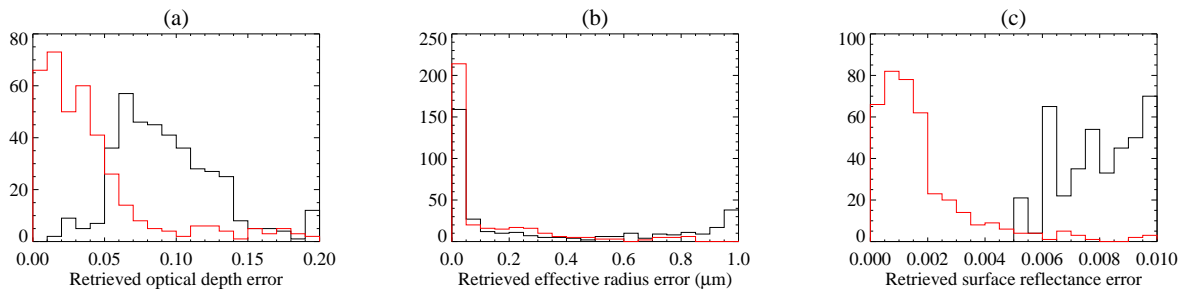 (a)
80
60
40
20
0
0.00 0.05 0.10 0.15 0.20
Retrieved optical depth error
(b)
250
200
150
100
50
0
0.0 0.2 0.4 0.6 0.8 1.0
Retrieved effective radius error (μm)
(c)
100
80
60
40
20
0
0.000 0.002 0.004 0.006 0.008 0.010
Retrieved surface reflectance error